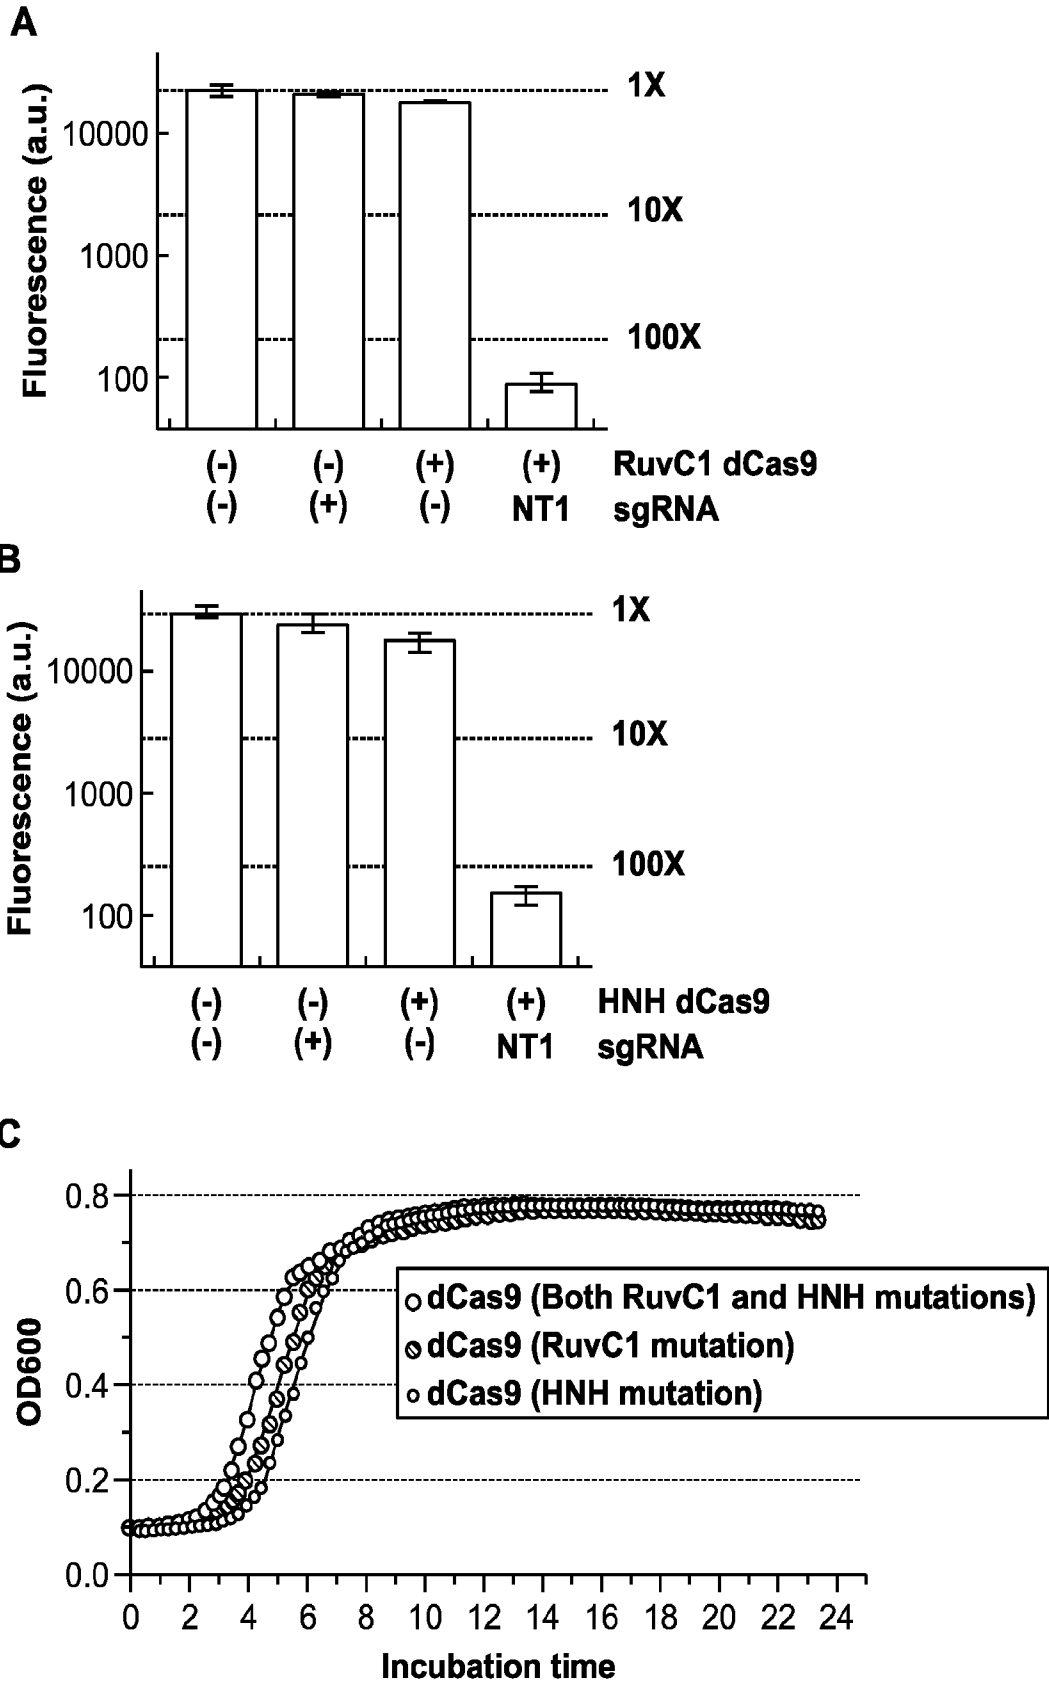 A
Fluorescence (a.u.)
10000
1000
100
1X
10X
100X
(-) (-) (+) (+) RuvC1 dCas9
(-) (+) (-) NT1 sgRNA
B
Fluorescence (a.u.)
10000
1000
100
1X
10X
100X
(-) (-) (+) (+) HNH dCas9
(-) (+) (-) NT1 sgRNA
C
OD600
0.8
0.6
0.4
0.2
0.0
dCas9 (Both RuvC1 and HNH mutations)
dCas9 (RuvC1 mutation)
dCas9 (HNH mutation)
0 2 4 6 8 10 12 14 16 18 20 22 24
Incubation time